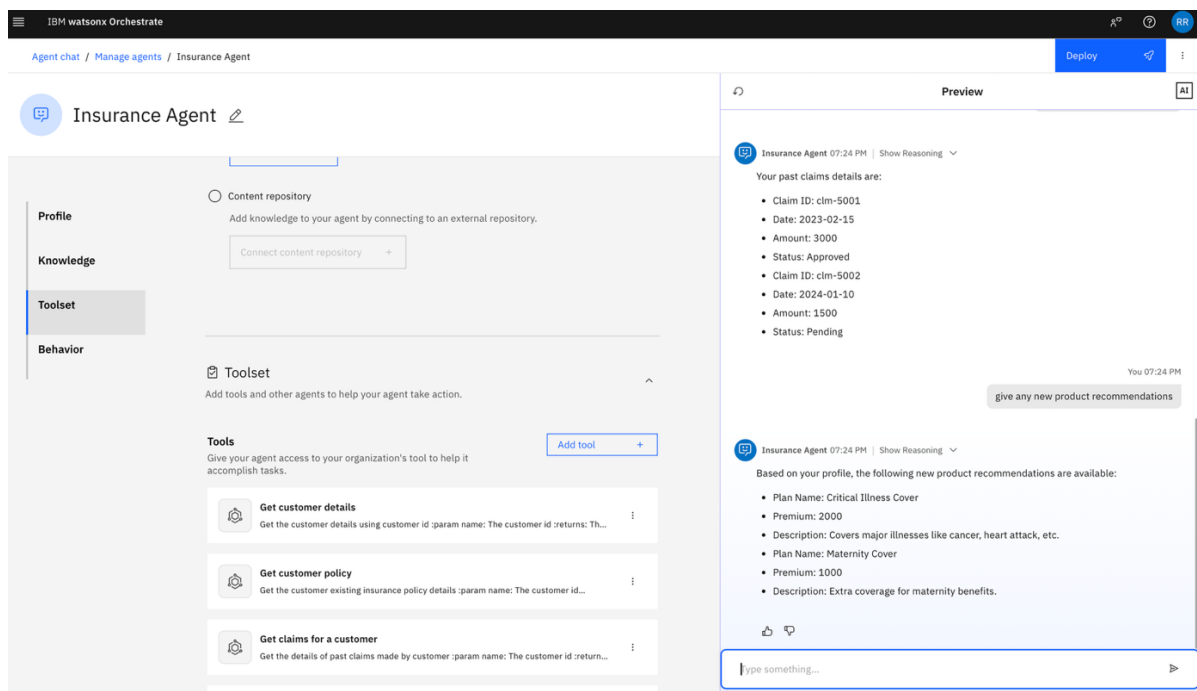 IBM watsonx Orchestrate
RR
Agent chat / Manage agents / Insurance Agent
Deploy
Insurance Agent
Preview
AI
Profile
Knowledge
Toolset
Behavior
Content repository
Add knowledge to your agent by connecting to an external repository.
Connect content repository +
Toolset
Add tools and other agents to help your agent take action.
Tools
Give your agent access to your organization's tool to help it
accomplish tasks.
Add tool +
Get customer details
Get the customer details using customer id :param name: The customer id :returns: Th...
Get customer policy
Get the customer existing insurance policy details :param name: The customer id...
Get claims for a customer
Get the details of past claims made by customer :param name: The customer id :return...
Insurance Agent 07:24 PM | Show Reasoning
Your past claims details are:
• Claim ID: clm-5001
• Date: 2023-02-15
• Amount: 3000
• Status: Approved
• Claim ID: clm-5002
• Date: 2024-01-10
• Amount: 1500
• Status: Pending
You 07:24 PM
give any new product recommendations
Insurance Agent 07:24 PM | Show Reasoning
Based on your profile, the following new product recommendations are available:
• Plan Name: Critical Illness Cover
• Premium: 2000
• Description: Covers major illnesses like cancer, heart attack, etc.
• Plan Name: Maternity Cover
• Premium: 1000
• Description: Extra coverage for maternity benefits.
Type something...